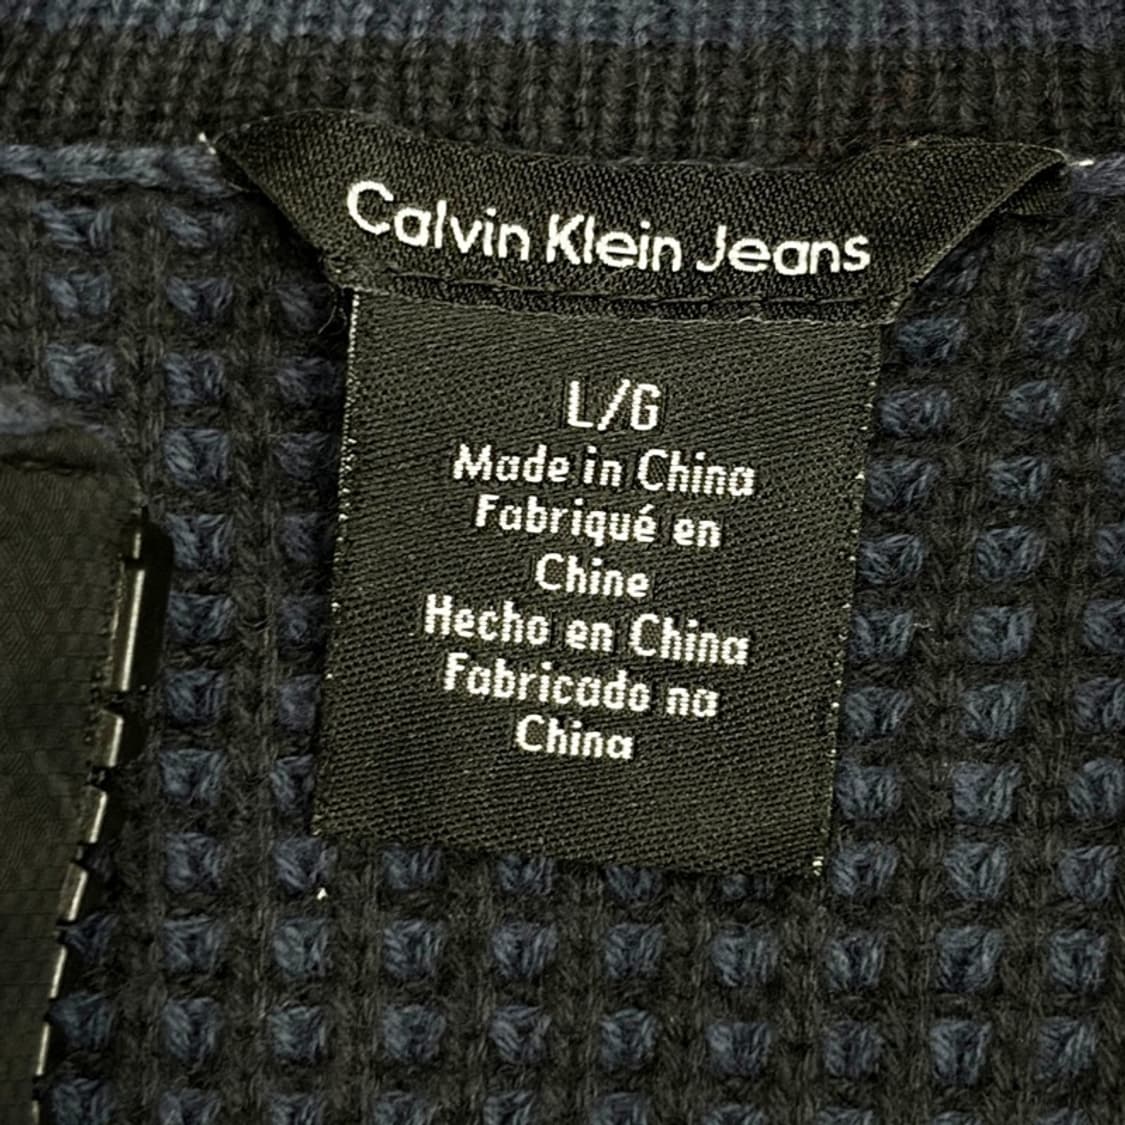 Calvin Klein Jeans
L/G
Made in China
Fabriqué en
Chine
Hecho en China
Fabricado na
China